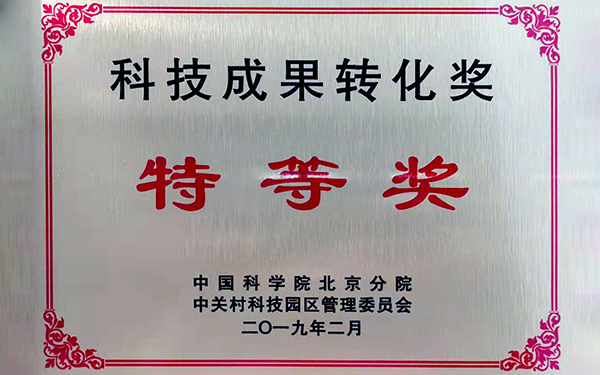 科技成果转化奖
特等奖
中国科学院北京分院
中关村科技园区管理委员会
二〇一九年二月